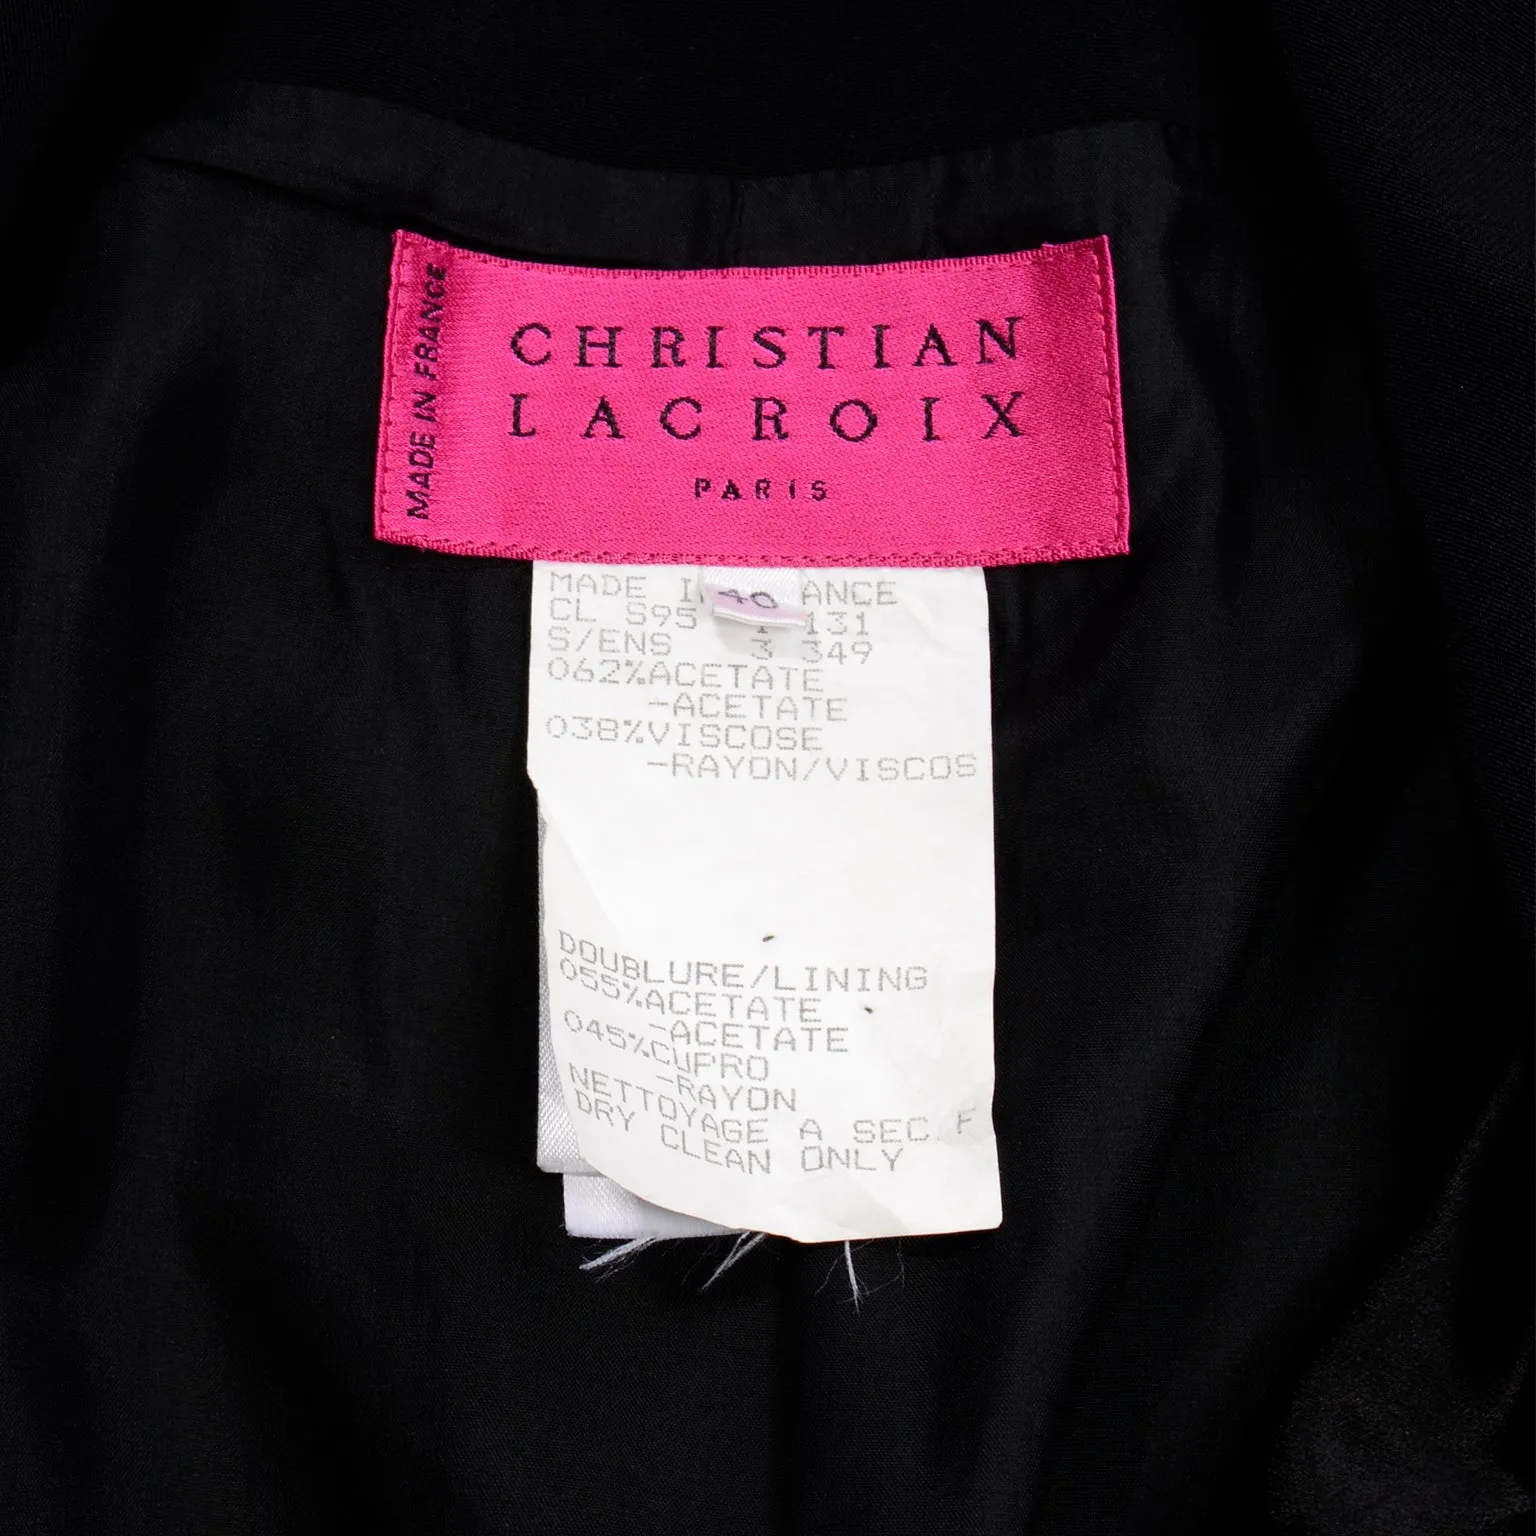 MADE IN FRANCE
CHRISTIAN
LACROIX
PARIS
40
MADE I ANCE
CL S95 1 131
S/ENS 3 349
062%ACETATE
-ACETATE
038%VISCOSE
-RAYON/VISCOS
DOUBLURE/LINING
055%ACETATE
-ACETATE
045%CUPRO
-RAYON
NETTOYAGE A SEC F
DRY CLEAN ONLY